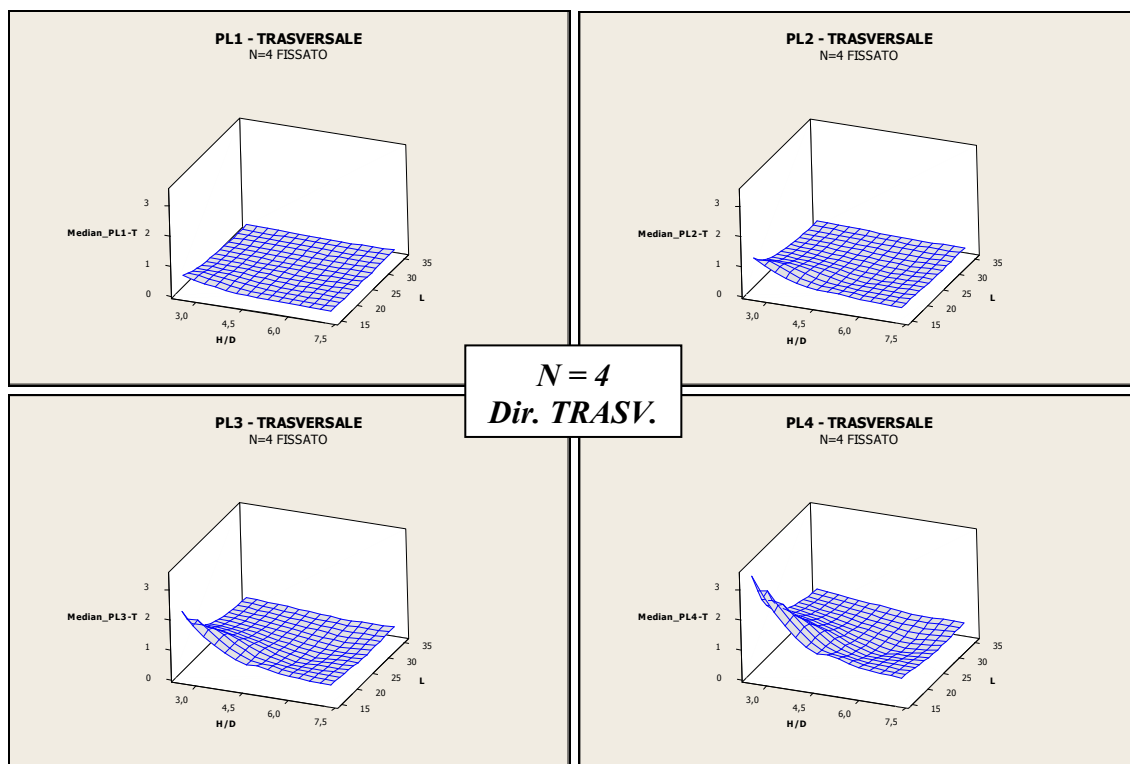 PL1 - TRASVERSALE
N=4 FISSATO
3
Median_PL1-T 2
1
0
3,0
4,5
6,0
7,5
H/D
15
20
25
30
35
L
PL2 - TRASVERSALE
N=4 FISSATO
3
Median_PL2-T 2
1
0
3,0
4,5
6,0
7,5
H/D
15
20
25
30
35
L
N = 4
Dir. TRASV.
PL3 - TRASVERSALE
N=4 FISSATO
3
Median_PL3-T 2
1
0
3,0
4,5
6,0
7,5
H/D
15
20
25
30
35
L
PL4 - TRASVERSALE
N=4 FISSATO
3
Median_PL4-T 2
1
0
3,0
4,5
6,0
7,5
H/D
15
20
25
30
35
L